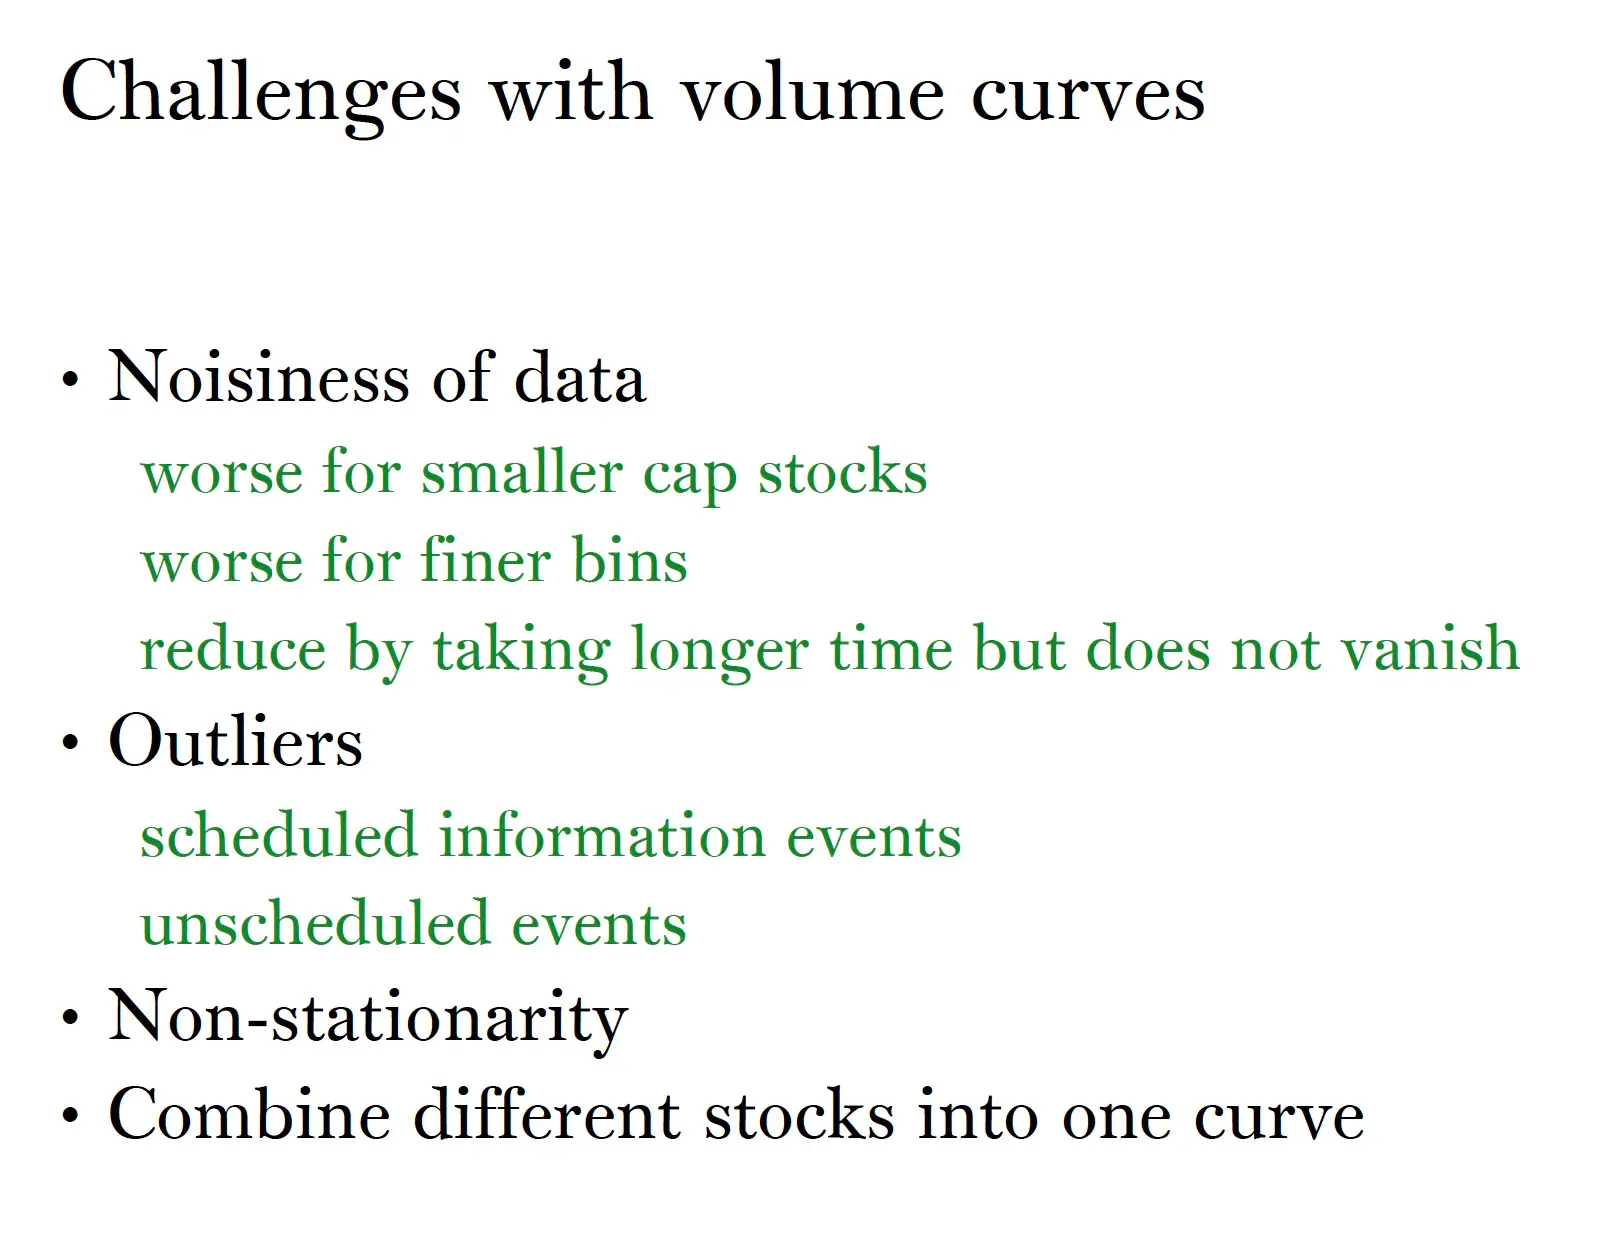 Challenges with volume curves
• Noisiness of data
worse for smaller cap stocks
worse for finer bins
reduce by taking longer time but does not vanish
• Outliers
scheduled information events
unscheduled events
• Non-stationarity
• Combine different stocks into one curve